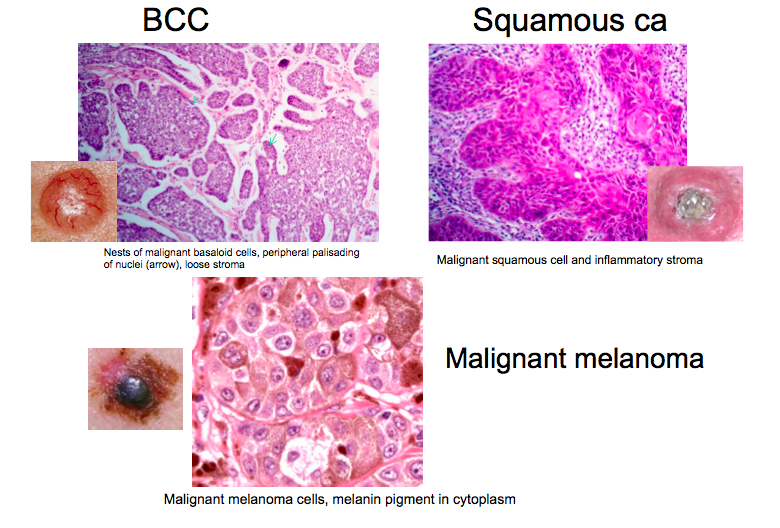 BCC
Squamous ca
Nests of malignant basaloid cells, peripheral palisading
of nuclei (arrow), loose stroma
Malignant squamous cell and inflammatory stroma
Malignant melanoma
Malignant melanoma cells, melanin pigment in cytoplasm